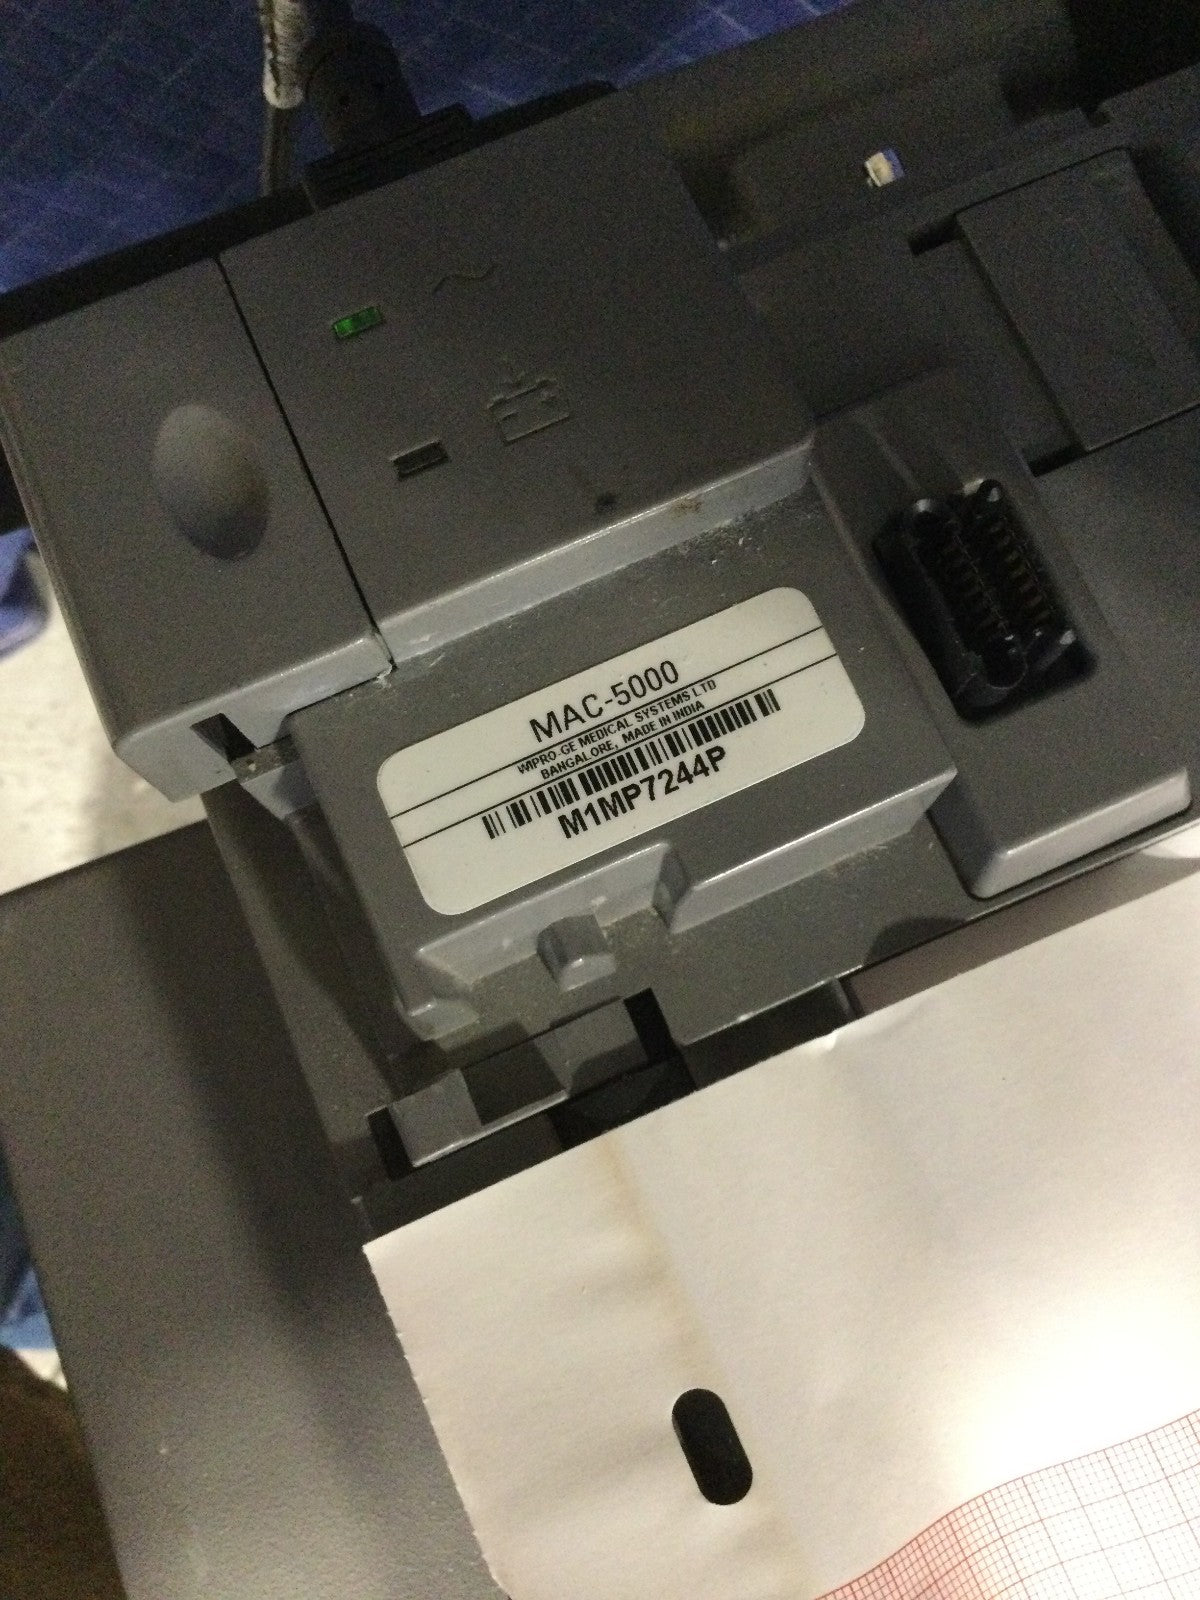 MAC-5000
WIPRO-GE MEDICAL SYSTEMS LTD
BANGALORE, MADE IN INDIA
M1MP7244P